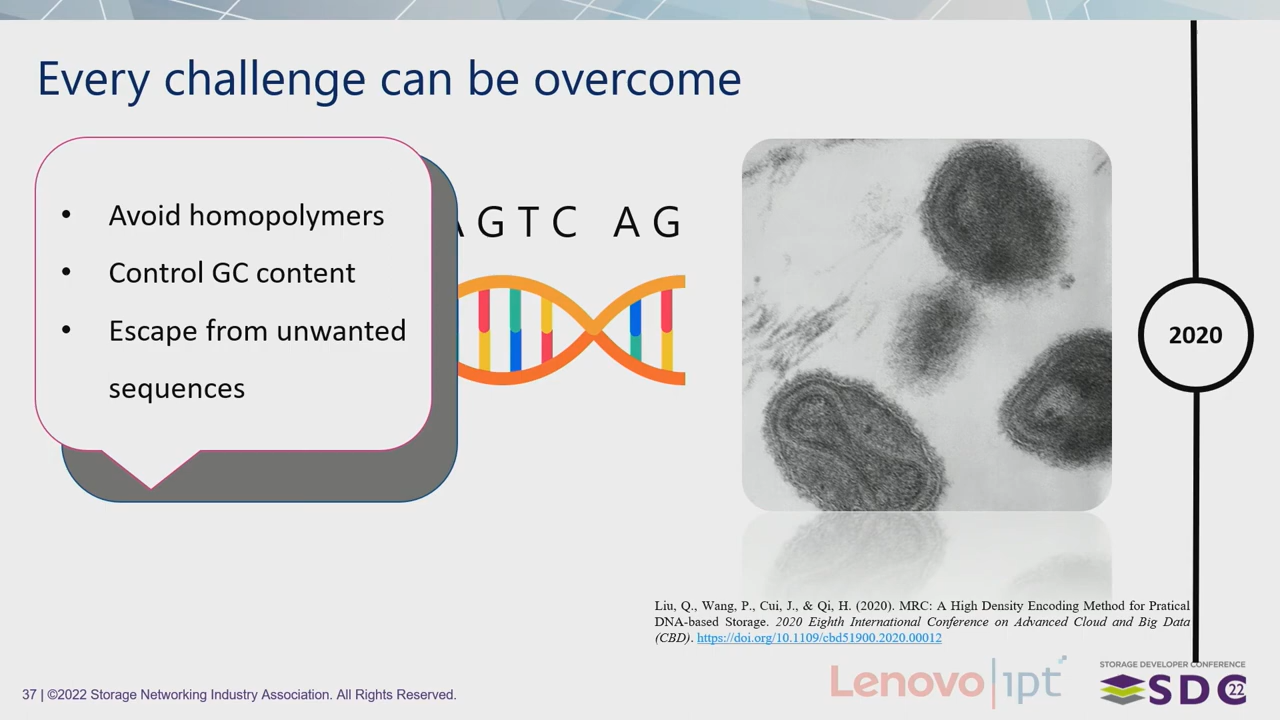 Every challenge can be overcome
• Avoid homopolymers
• Control GC content
• Escape from unwanted
sequences
AGTC AG
2020
Liu, Q., Wang, P., Cui, J., & Qi, H. (2020). MRC: A High Density Encoding Method for Pratical
DNA-based Storage. 2020 Eighth International Conference on Advanced Cloud and Big Data
(CBD). https://doi.org/10.1109/cbd51900.2020.00012
Lenovo ipt
STORAGE DEVELOPER CONFERENCE
SDC 22
37 | ©2022 Storage Networking Industry Association. All Rights Reserved.